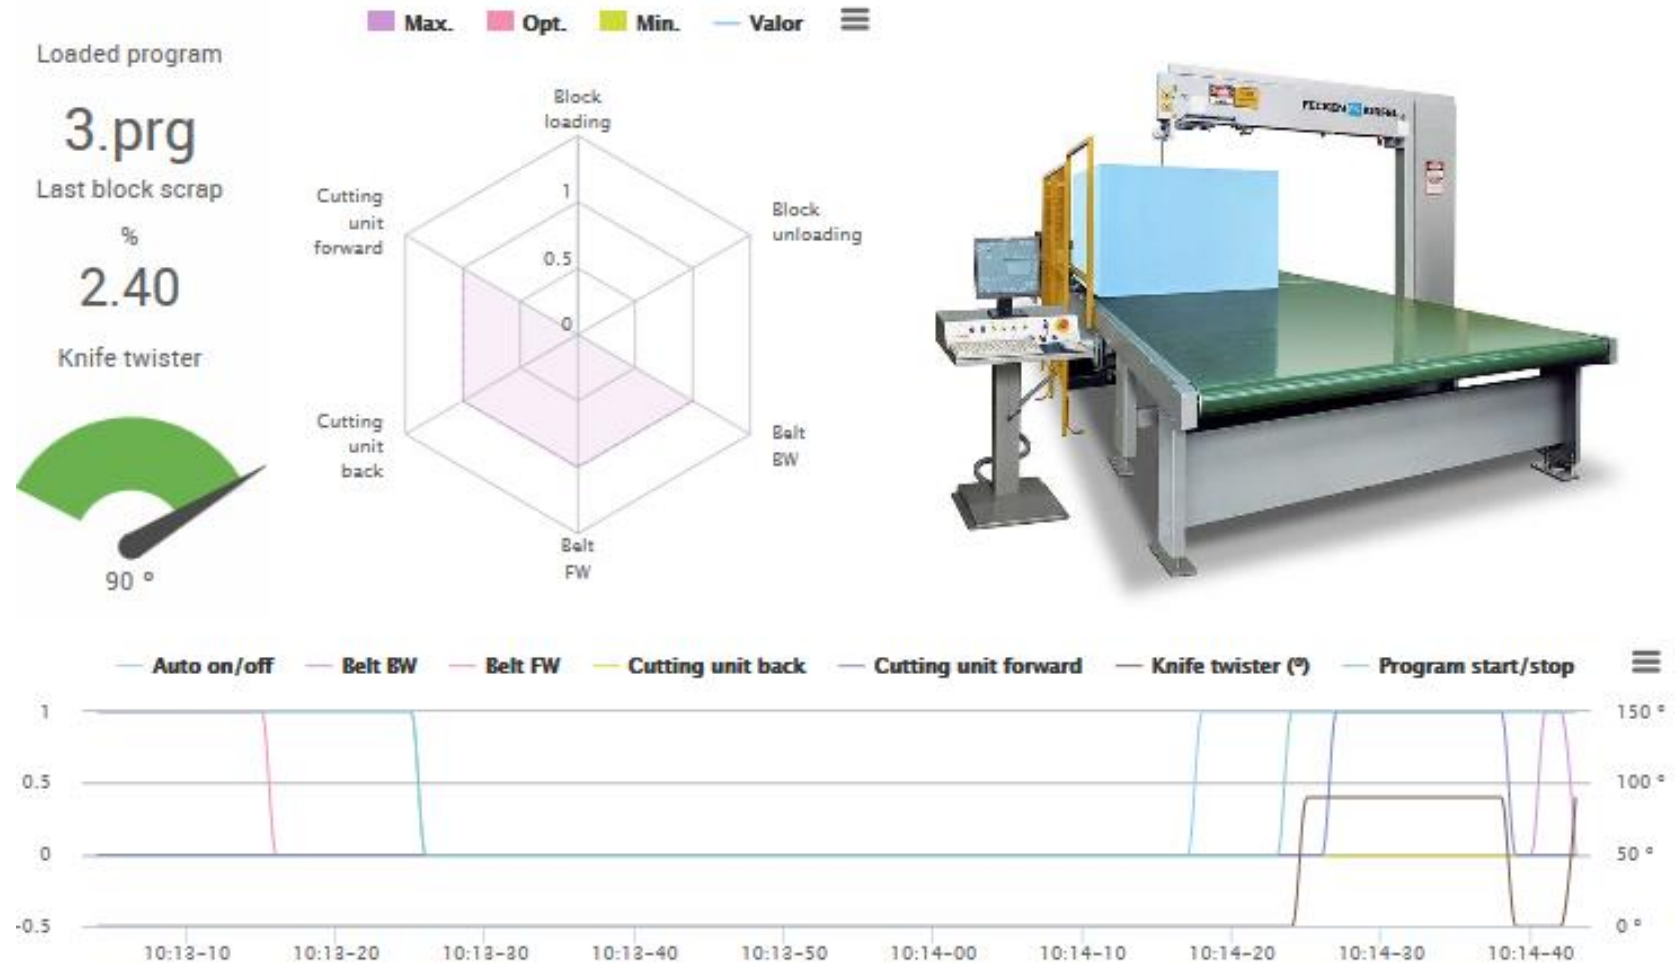 Loaded program
3.prg
Last block scrap
%
2.40
Knife twister
90 °
Max. Opt. Min. Valor
Block
loading
Block
unloading
Belt
BW
Belt
FW
Cutting
unit
back
Cutting
unit
forward
1
0.5
0
FECKEN KIRFEL
Auto on/off Belt BW Belt FW Cutting unit back Cutting unit forward Knife twister (º) Program start/stop
1 150 °
0.5 100 °
0 50 °
-0.5 0 °
10:13-10 10:13-20 10:13-30 10:13-40 10:13-50 10:14-00 10:14-10 10:14-20 10:14-30 10:14-40